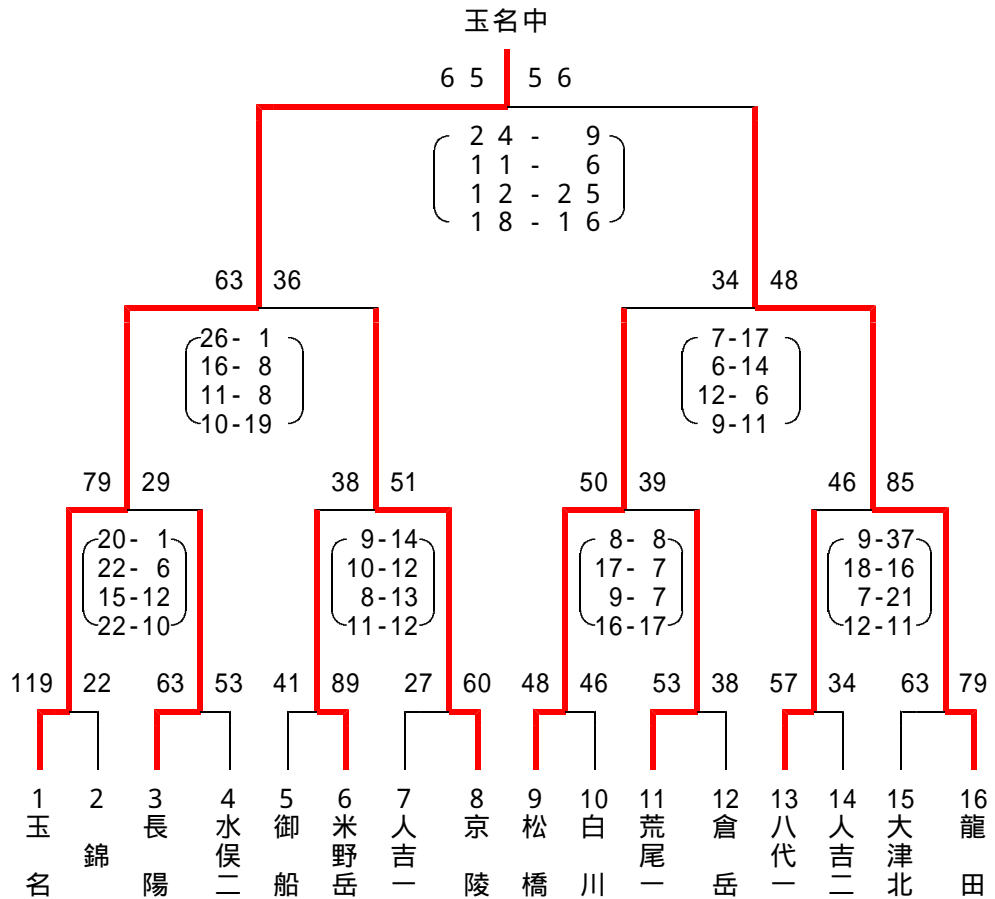 玉名中
6 5 5 6
2 4 - 9
1 1 - 6
1 2 - 2 5
1 8 - 1 6
63 36 34 48
26- 1 7-17
16- 8 6-14
11- 8 12- 6
10-19 9-11
79 29 38 51 50 39 46 85
20- 1 9-14 8- 8 9-37
22- 6 10-12 17- 7 18-16
15-12 8-13 9- 7 7-21
22-10 11-12 16-17 12-11
119 22 63 53 41 89 27 60 48 46 53 38 57 34 63 79
1 2 3 4 5 6 7 8 9 10 11 12 13 14 15 16
玉名
錦
長陽
水俣二
御船
米野岳
人吉一
京陵
松橋
白川
荒尾一
倉岳
八代一
人吉二
大津北
龍田